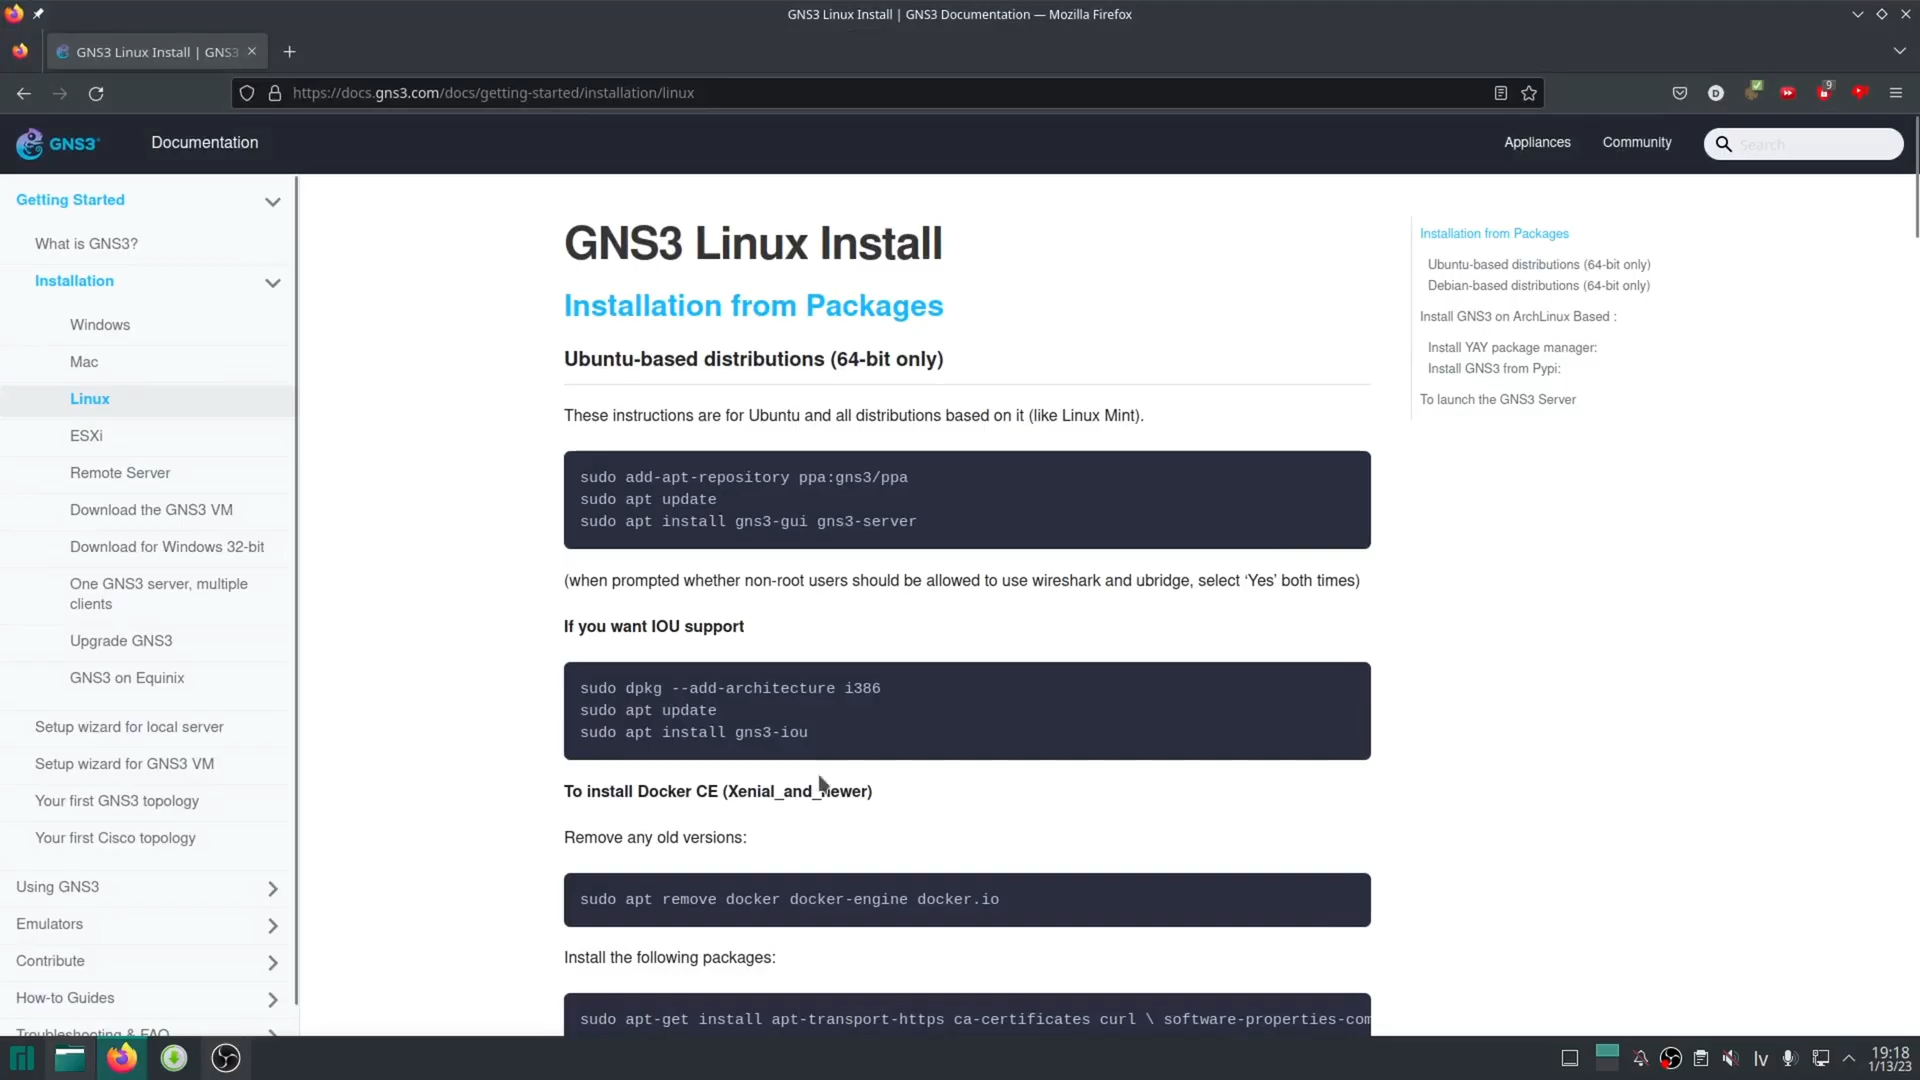 GNS3 Linux Install | GNS3 Documentation — Mozilla Firefox
GNS3 Linux Install | GNS3
https://docs.gns3.com/docs/getting-started/installation/linux
D
9
GNS3
Documentation
Appliances
Community
Search
Getting Started
What is GNS3?
Installation
Windows
Mac
Linux
ESXi
Remote Server
Download the GNS3 VM
Download for Windows 32-bit
One GNS3 server, multiple
clients
Upgrade GNS3
GNS3 on Equinix
Setup wizard for local server
Setup wizard for GNS3 VM
Your first GNS3 topology
Your first Cisco topology
Using GNS3
Emulators
Contribute
How-to Guides
Troubleshooting & FAQ
GNS3 Linux Install
Installation from Packages
Ubuntu-based distributions (64-bit only)
These instructions are for Ubuntu and all distributions based on it (like Linux Mint).
sudo add-apt-repository ppa:gns3/ppa
sudo apt update
sudo apt install gns3-gui gns3-server
(when prompted whether non-root users should be allowed to use wireshark and ubridge, select ‘Yes’ both times)
If you want IOU support
sudo dpkg --add-architecture i386
sudo apt update
sudo apt install gns3-iou
To install Docker CE (Xenial_and_newer)
Remove any old versions:
sudo apt remove docker docker-engine docker.io
Install the following packages:
sudo apt-get install apt-transport-https ca-certificates curl \ software-properties-com
Installation from Packages
Ubuntu-based distributions (64-bit only)
Debian-based distributions (64-bit only)
Install GNS3 on ArchLinux Based :
Install YAY package manager:
Install GNS3 from Pypi:
To launch the GNS3 Server
lv
19:18
1/13/23